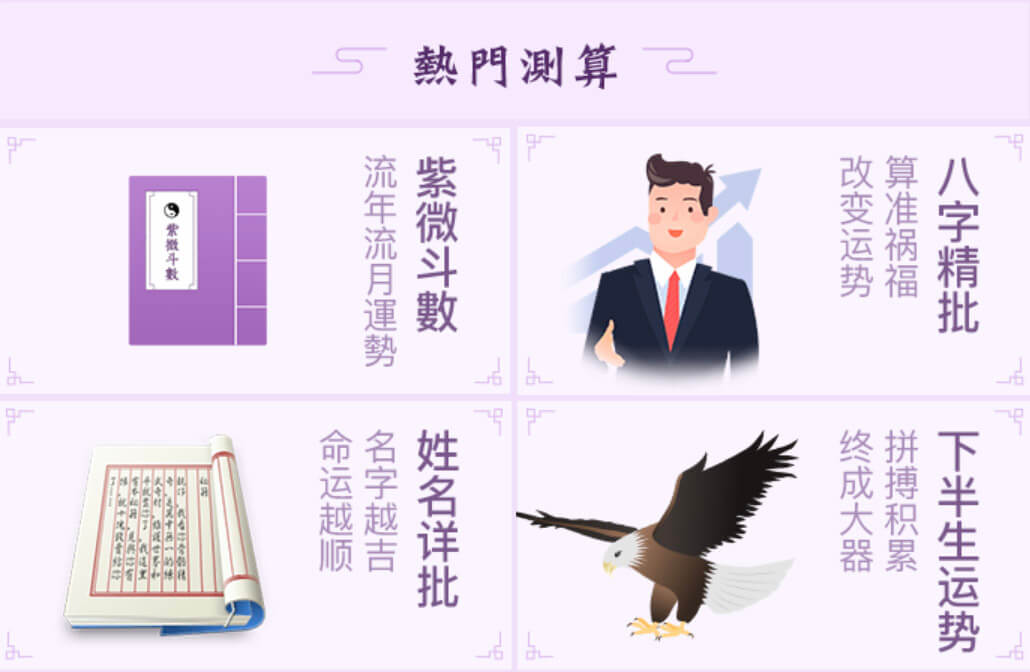 熱門測算
紫微斗數
流年流月運勢
紫微斗數
八字精批
算准祸福
改变运势
姓名详批
名字越吉
命运越顺
秘籍
下半生运势
拼搏积累
终成大器